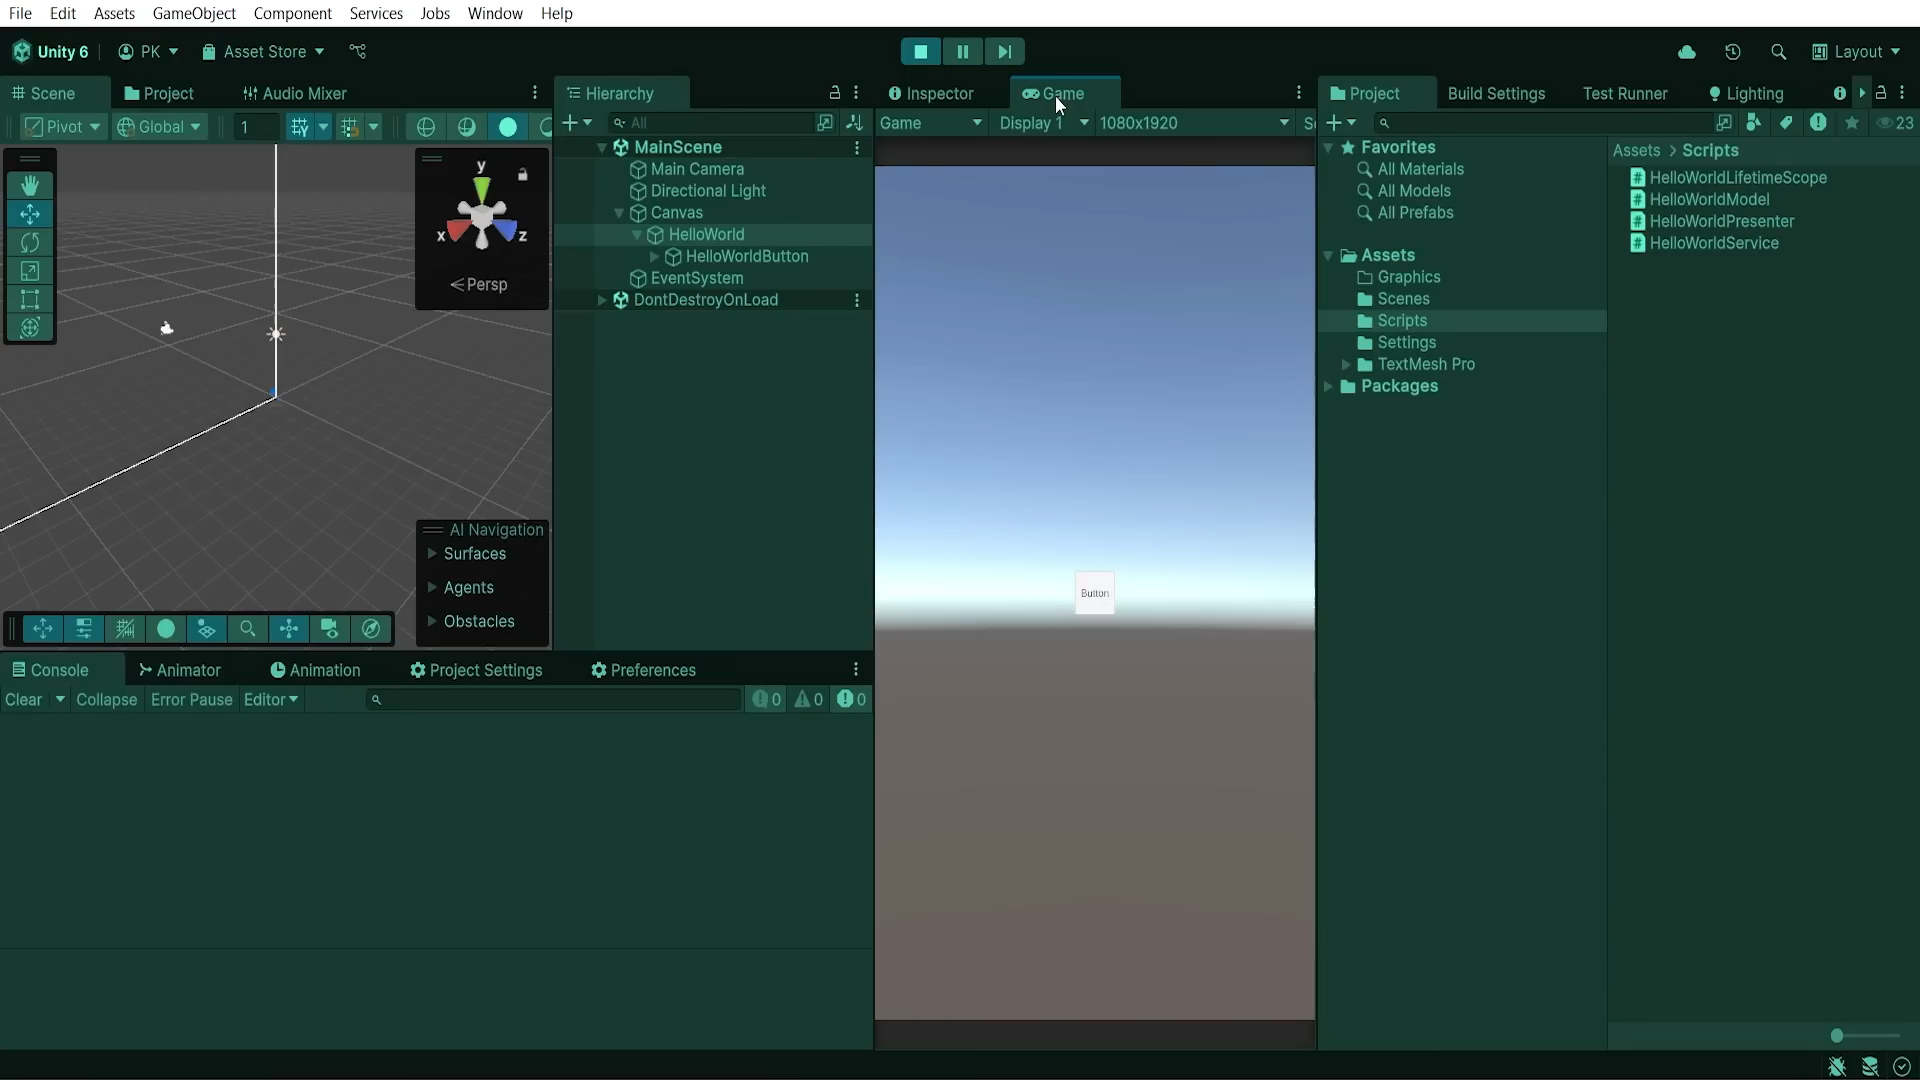 File Edit Assets GameObject Component Services Jobs Window Help
Unity 6 PK Asset Store Layout
Scene Project Audio Mixer
Pivot Global 1
y
x z
Persp
AI Navigation
Surfaces
Agents
Obstacles
Hierarchy
All
MainScene
Main Camera
Directional Light
Canvas
HelloWorld
HelloWorldButton
EventSystem
DontDestroyOnLoad
Inspector Game
Game Display 1 1080x1920 S
Button
Project Build Settings Test Runner Lighting
23
Favorites
All Materials
All Models
All Prefabs
Assets
Graphics
Scenes
Scripts
Settings
TextMesh Pro
Packages
Assets > Scripts
HelloWorldLifetimeScope
HelloWorldModel
HelloWorldPresenter
HelloWorldService
Console Animator Animation Project Settings Preferences
Clear Collapse Error Pause Editor 0 0 0